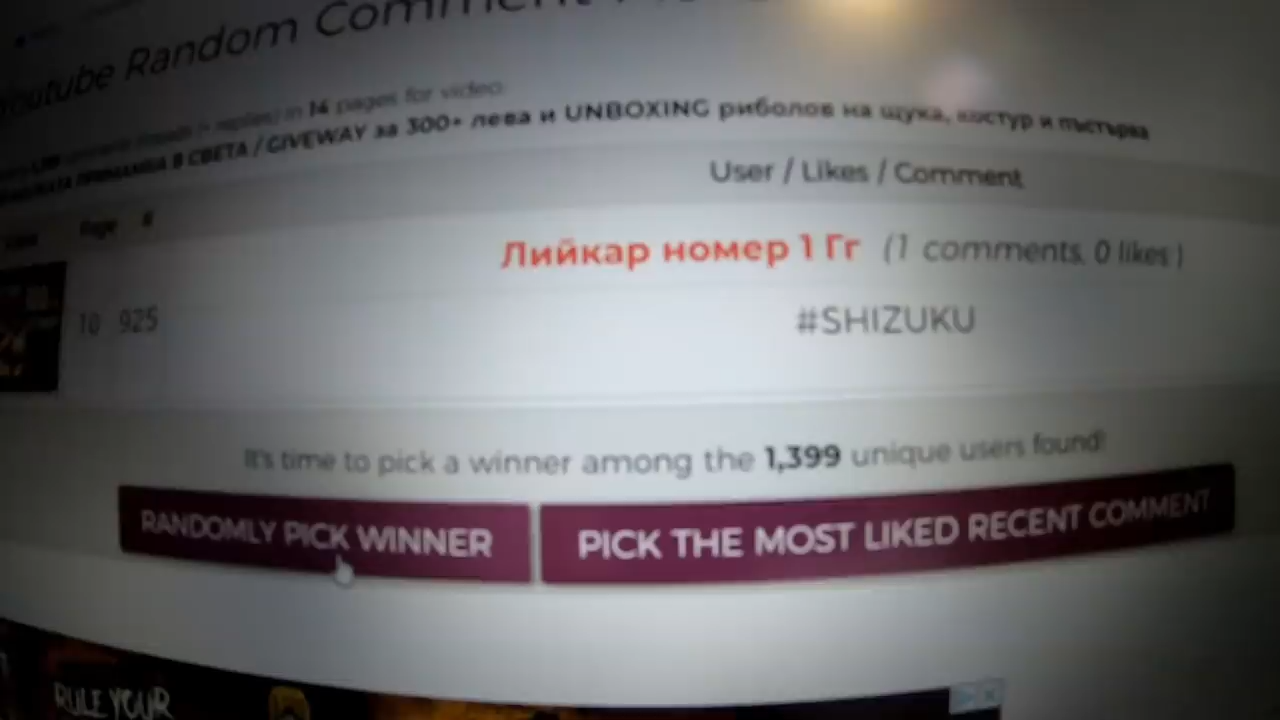 Youtube Random Comment
in 14 pages for video:
В СВЕТА / GIVEWAY за 300+ лева и UNBOXING риболов на щука, костур и пъстърва
Page #
User / Likes / Comment
Лийкар номер 1 Гг (1 comments, 0 likes )
10 925
#SHIZUKU
It's time to pick a winner among the 1,399 unique users found!
RANDOMLY PICK WINNER
PICK THE MOST LIKED RECENT COMMENT
RULE YOUR